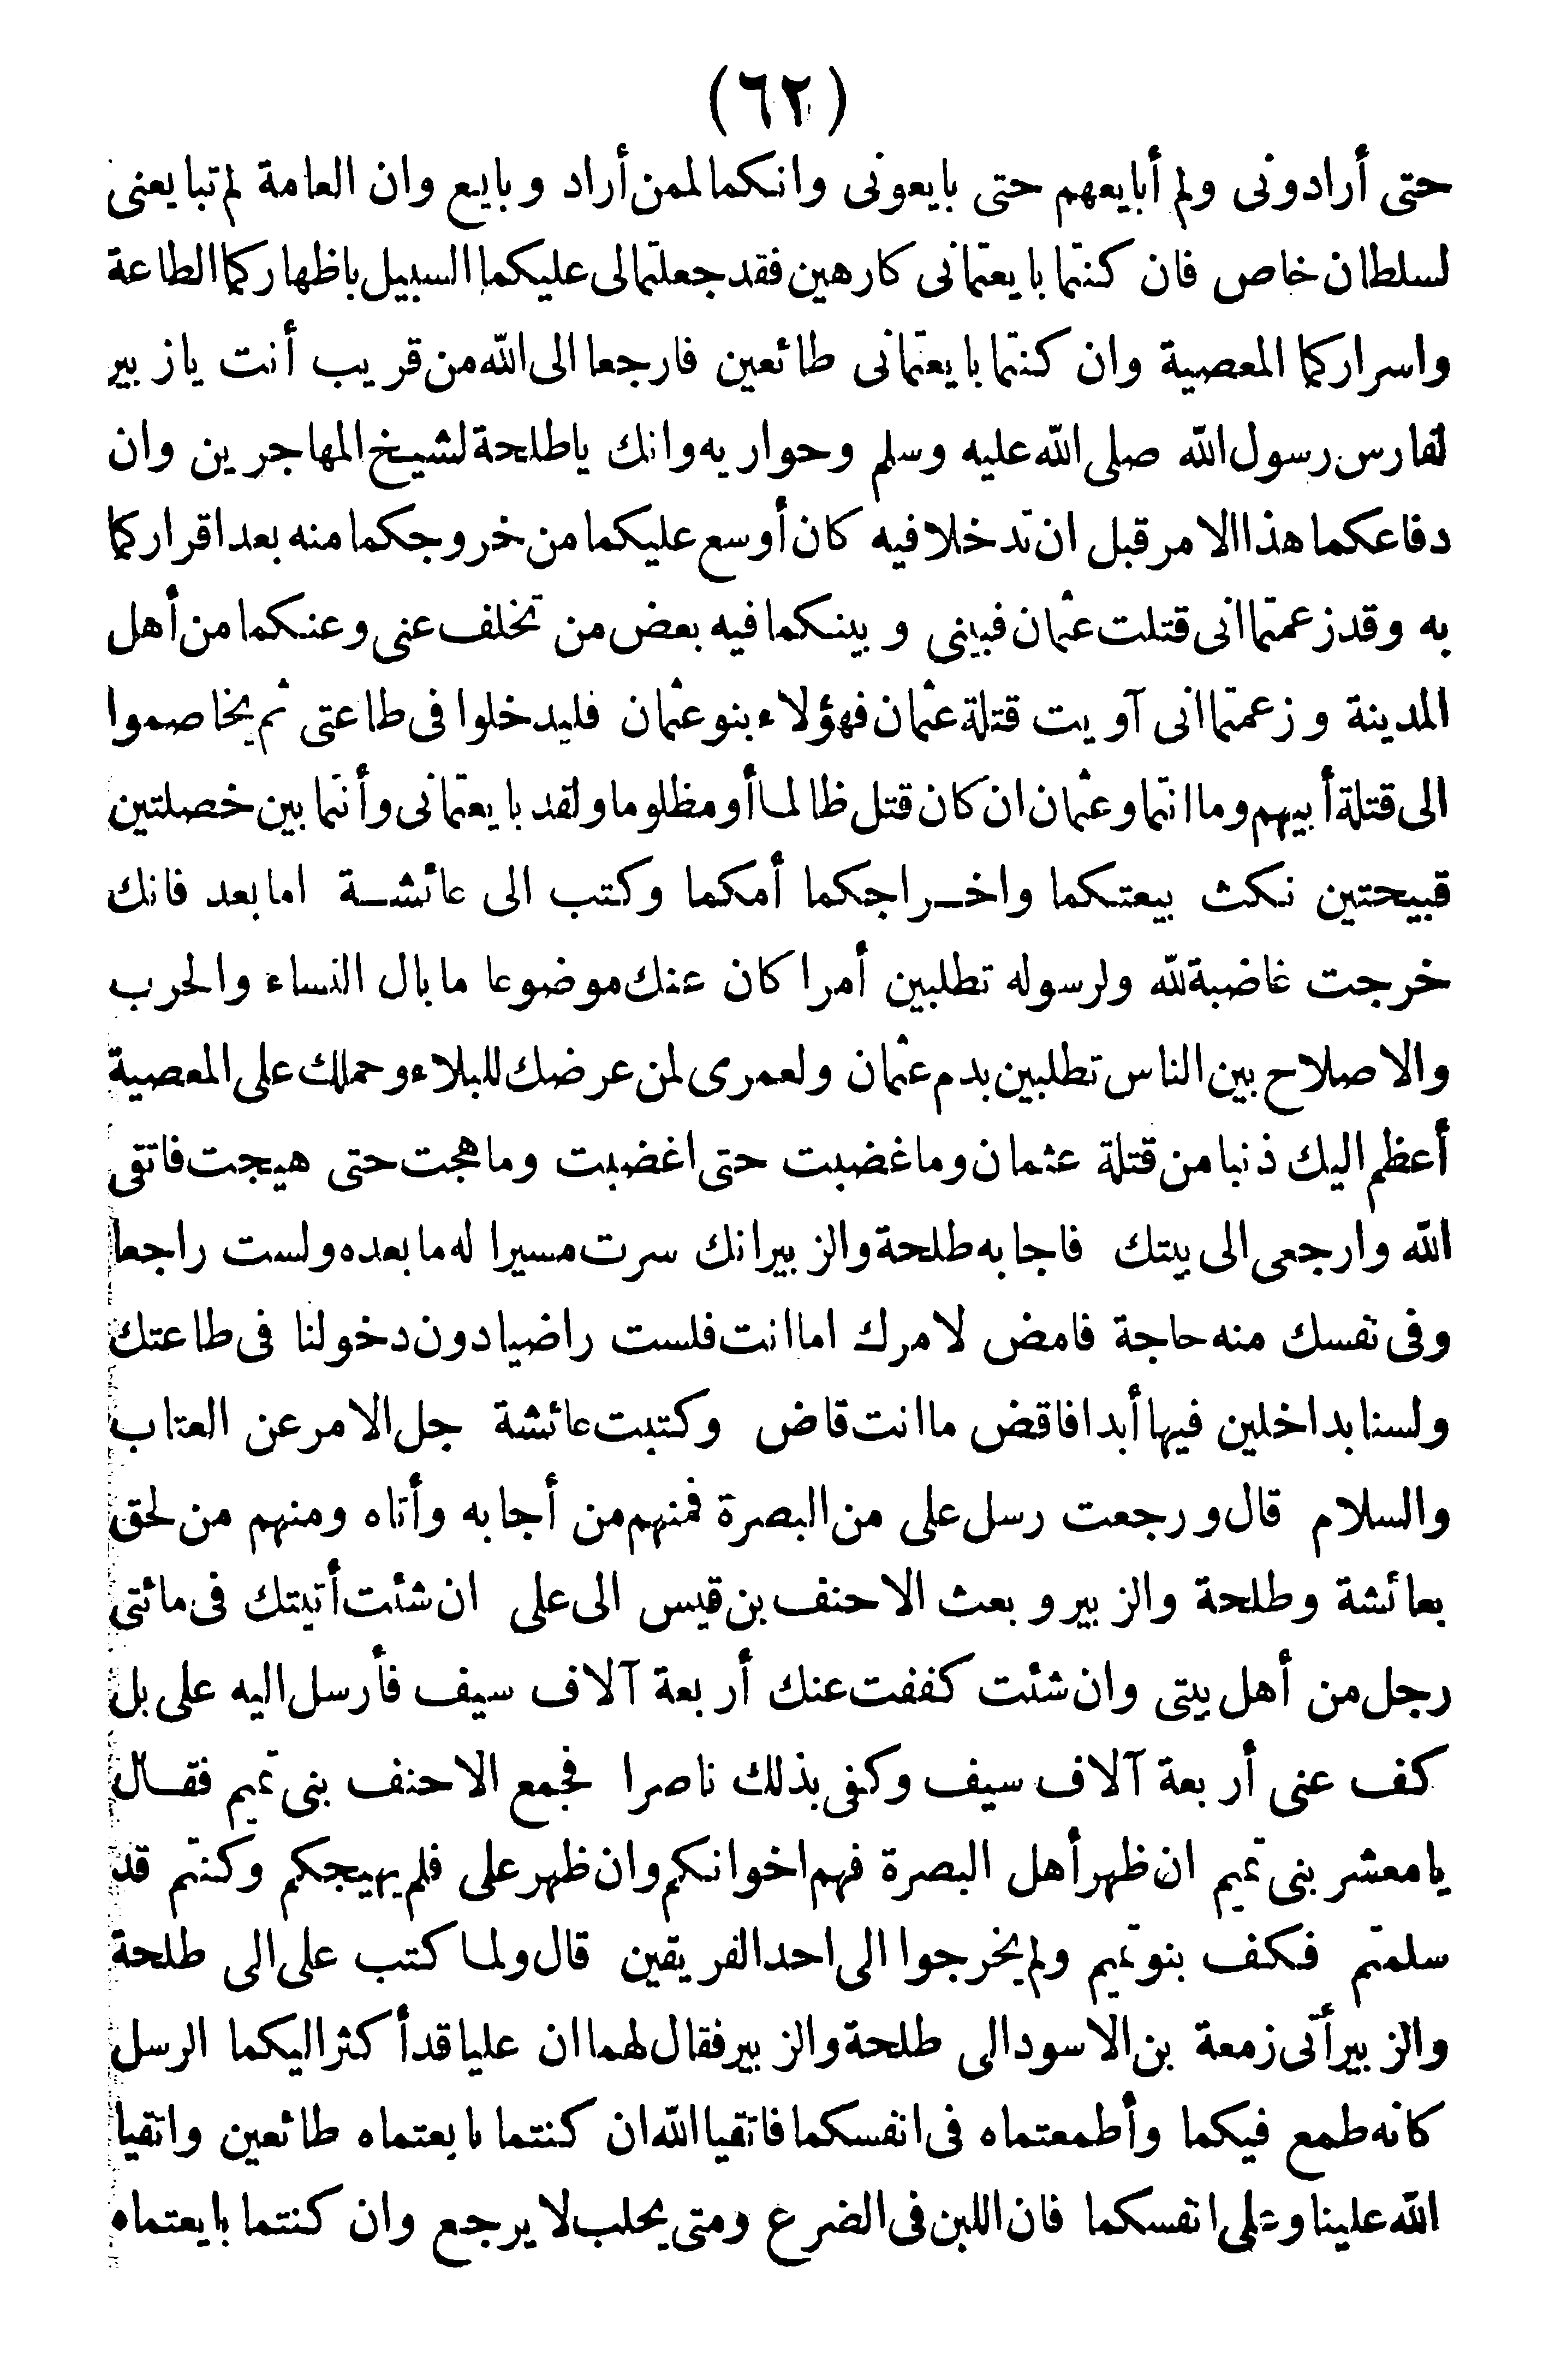 (٦٢)
حتى أرادونى ولم أبايعهم حتى بايعونى وانكما لممن أراد وبايع وان العامة لم تبايعنى
لسلطان خاص فان كنتما بايعتمانى كارهين فقد جعلتمالى عليكما السبيل باظهاركما الطاعة
واسراركما المعصية وان كنتما بايعتمانى طائعين فارجعا الى الله من قريب أنت يازبير
لفارس رسول الله صلى الله عليه وسلم وحواريه وانك ياطلحة لشيخ المهاجرين وان
دفاعكما هذا الامر قبل ان تدخلا فيه كان أوسع عليكما من خروجكما منه بعد اقراركما
به وقد زعمتما انى قتلت عثمان فبينى وبينكما فيه بعض من تخلف عنى وعنكما من أهل
المدينة وزعمتما انى آويت قتلة عثمان فهؤلاء بنو عثمان فليدخلوا فى طاعتى ثم يخاصموا
الى قتلة أبيهم وما انتما وعثمان ان كان قتل ظالما أو مظلوما ولقد بايعتمانى وأنتما بين خصلتين
قبيحتين نكث بيعتكما واخراجكما أمكما وكتب الى عائشة اما بعد فانك
خرجت غاضبة لله ولرسوله تطلبين أمرا كان عنك موضوعا ما بال النساء والحرب
والاصلاح بين الناس تطلبين بدم عثمان ولعمرى لمن عرضك للبلاء وحملك على المعصية
أعظم اليك ذنبا من قتلة عثمان وما غضبت حتى اغضبت وما هجت حتى هيجت فاتقى
الله وارجعى الى بيتك فاجابه طلحة والزبير انك سرت مسيرا له ما بعده ولست راجعا
وفى نفسك منه حاجة فامض لامرك اما انت فلست راضيا دون دخولنا فى طاعتك
ولسنا بداخلين فيها أبدا فاقض ما انت قاض وكتبت عائشة جل الامر عن العتاب
والسلام قال ورجعت رسل على من البصرة فمنهم من أجابه وأتاه ومنهم من لحق
بعائشة وطلحة والزبير وبعث الاحنف بن قيس الى على ان شئت أتيتك فى مائتى
رجل من أهل بيتى وان شئت كففت عنك أربعة آلاف سيف فأرسل اليه على بل
كف عنى أربعة آلاف سيف وكفى بذلك ناصرا فجمع الاحنف بنى تميم فقال
يا معشر بنى تميم ان ظهر أهل البصرة فهم اخوانكم وان ظهر على فلم يهيجكم وكنتم قد
سلمتم فكف بنو تميم ولم يخرجوا الى احد الفريقين قال ولما كتب على الى طلحة
والزبير أتى زمعة بن الاسود الى طلحة والزبير فقال لهما ان عليا قد أكثر اليكما الرسل
كانه طمع فيكما وأطمعتماه فى انفسكما فاتقيا الله ان كنتما بايعتماه طائعين واتقيا
الله علينا وعلى انفسكما فان اللبن فى الضرع ومتى يحلب لا يرجع وان كنتما بايعتماه